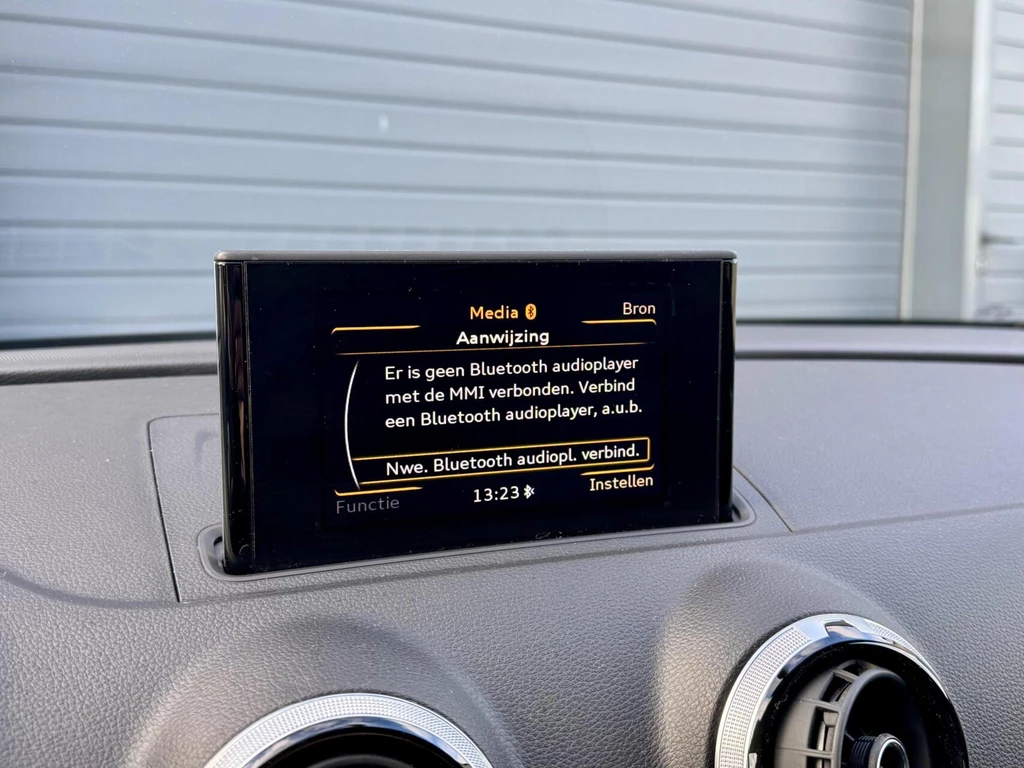 Media
Bron
Aanwijzing
Er is geen Bluetooth audioplayer
met de MMI verbonden. Verbind
een Bluetooth audioplayer, a.u.b.
Nwe. Bluetooth audiopl. verbind.
Functie
13:23
Instellen